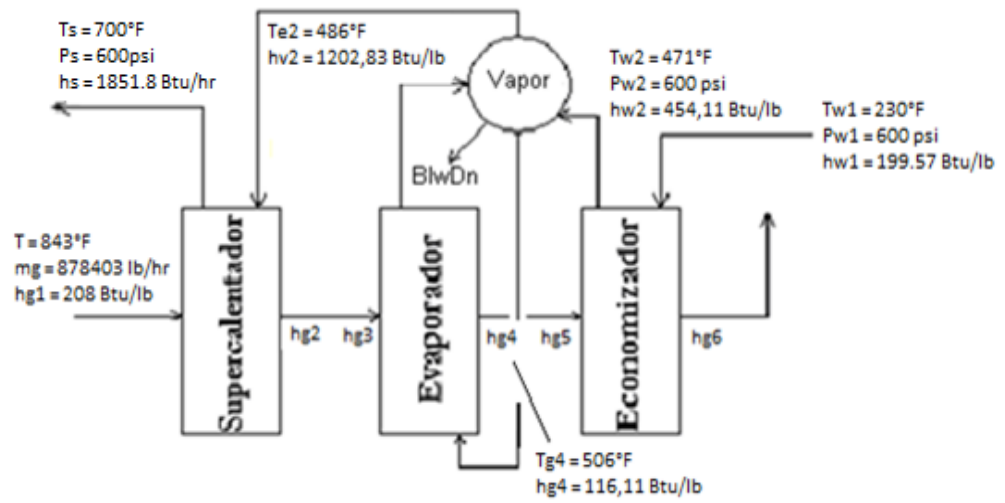 Ts = 700°F
Ps = 600psi
hs = 1851.8 Btu/hr
Te2 = 486°F
hv2 = 1202,83 Btu/lb
Vapor
Tw2 = 471°F
Pw2 = 600 psi
hw2 = 454,11 Btu/lb
Tw1 = 230°F
Pw1 = 600 psi
hw1 = 199.57 Btu/lb
BlwDn
T = 843°F
mg = 878403 lb/hr
hg1 = 208 Btu/Lb
Supercalentador
hg2
hg3
Evaporador
hg4
hg5
Economizador
hg6
Tg4 = 506°F
hg4 = 116,11 Btu/Lb